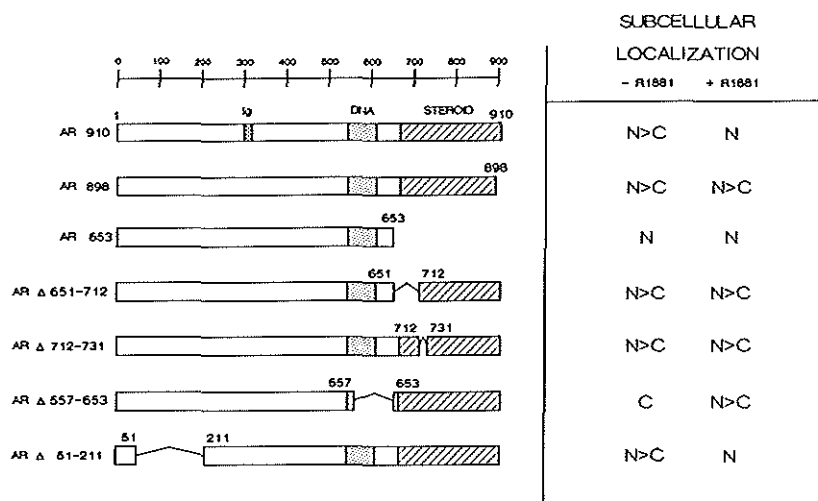 SUBCELLULAR
LOCALIZATION
- R1881 + R1881
0 100 200 300 400 500 600 700 800 900
1 Ig DNA STEROID 910
AR 910 N>C N
898
AR 898 N>C N>C
653
AR 653 N N
651 712
AR Δ 651-712 N>C N>C
712 731
AR Δ 712-731 N>C N>C
557 653
AR Δ 557-653 C N>C
51 211
AR Δ 51-211 N>C N